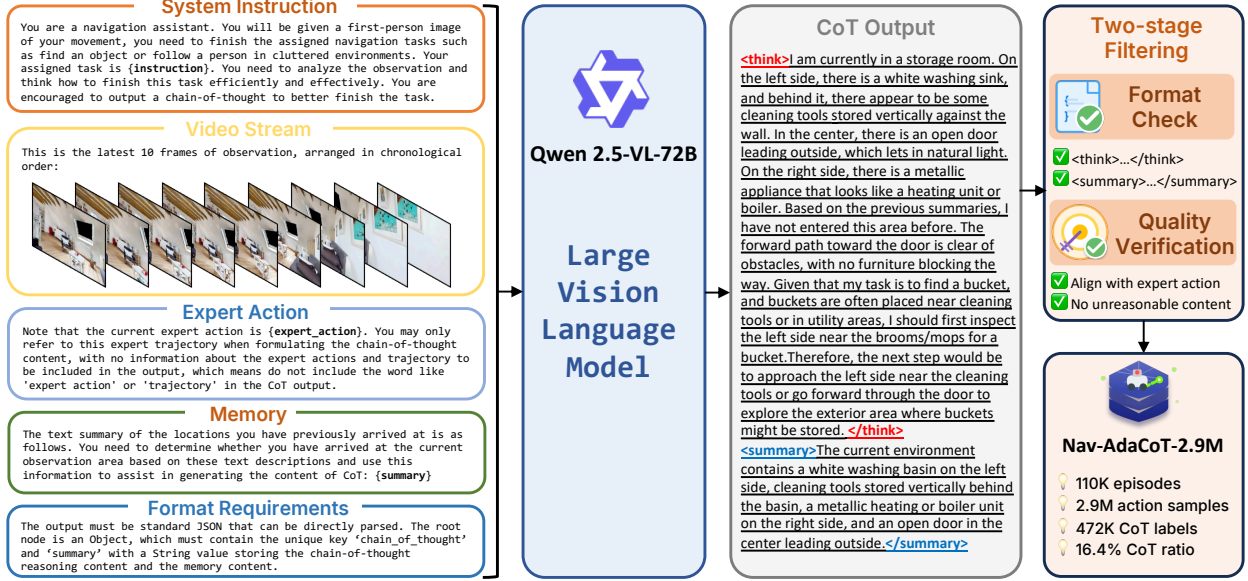 System Instruction
You are a navigation assistant. You will be given a first-person image
of your movement, you need to finish the assigned navigation tasks such
as find an object or follow a person in cluttered environments. Your
assigned task is {instruction}. You need to analyze the observation and
think how to finish this task efficiently and effectively. You are
encouraged to output a chain-of-thought to better finish the task.
Video Stream
This is the latest 10 frames of observation, arranged in chronological
order:
Expert Action
Note that the current expert action is {expert_action}. You may only
refer to this expert trajectory when formulating the chain-of-thought
content, with no information about the expert actions and trajectory to
be included in the output, which means do not include the word like
'expert action' or 'trajectory' in the CoT output.
Memory
The text summary of the locations you have previously arrived at is as
follows. You need to determine whether you have arrived at the current
observation area based on these text descriptions and use this
information to assist in generating the content of CoT: {summary}
Format Requirements
The output must be standard JSON that can be directly parsed. The root
node is an Object, which must contain the unique key ‘chain_of_thought’
and ‘summary’ with a String value storing the chain-of-thought
reasoning content and the memory content.
Qwen 2.5-VL-72B
Large
Vision
Language
Model
CoT Output
<think>I am currently in a storage room. On
the left side, there is a white washing sink,
and behind it, there appear to be some
cleaning tools stored vertically against the
wall. In the center, there is an open door
leading outside, which lets in natural light.
On the right side, there is a metallic
appliance that looks like a heating unit or
boiler. Based on the previous summaries, I
have not entered this area before. The
forward path toward the door is clear of
obstacles, with no furniture blocking the
way. Given that my task is to find a bucket,
and buckets are often placed near cleaning
tools or in utility areas, I should first inspect
the left side near the brooms/mops for a
bucket.Therefore, the next step would be
to approach the left side near the cleaning
tools or go forward through the door to
explore the exterior area where buckets
might be stored. </think>
<summary>The current environment
contains a white washing basin on the left
side, cleaning tools stored vertically behind
the basin, a metallic heating or boiler unit
on the right side, and an open door in the
center leading outside.</summary>
Two-stage
Filtering
Format
Check
<think>...</think>
<summary>...</summary>
Quality
Verification
Align with expert action
No unreasonable content
Nav-AdaCoT-2.9M
110K episodes
2.9M action samples
472K CoT labels
16.4% CoT ratio